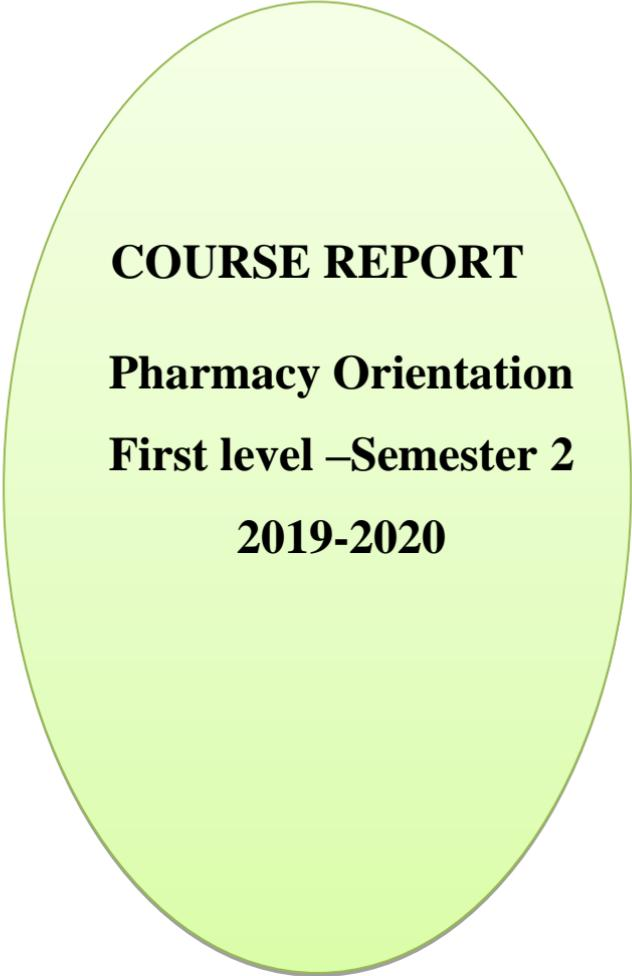 COURSE REPORT
Pharmacy Orientation
First level –Semester 2
2019-2020